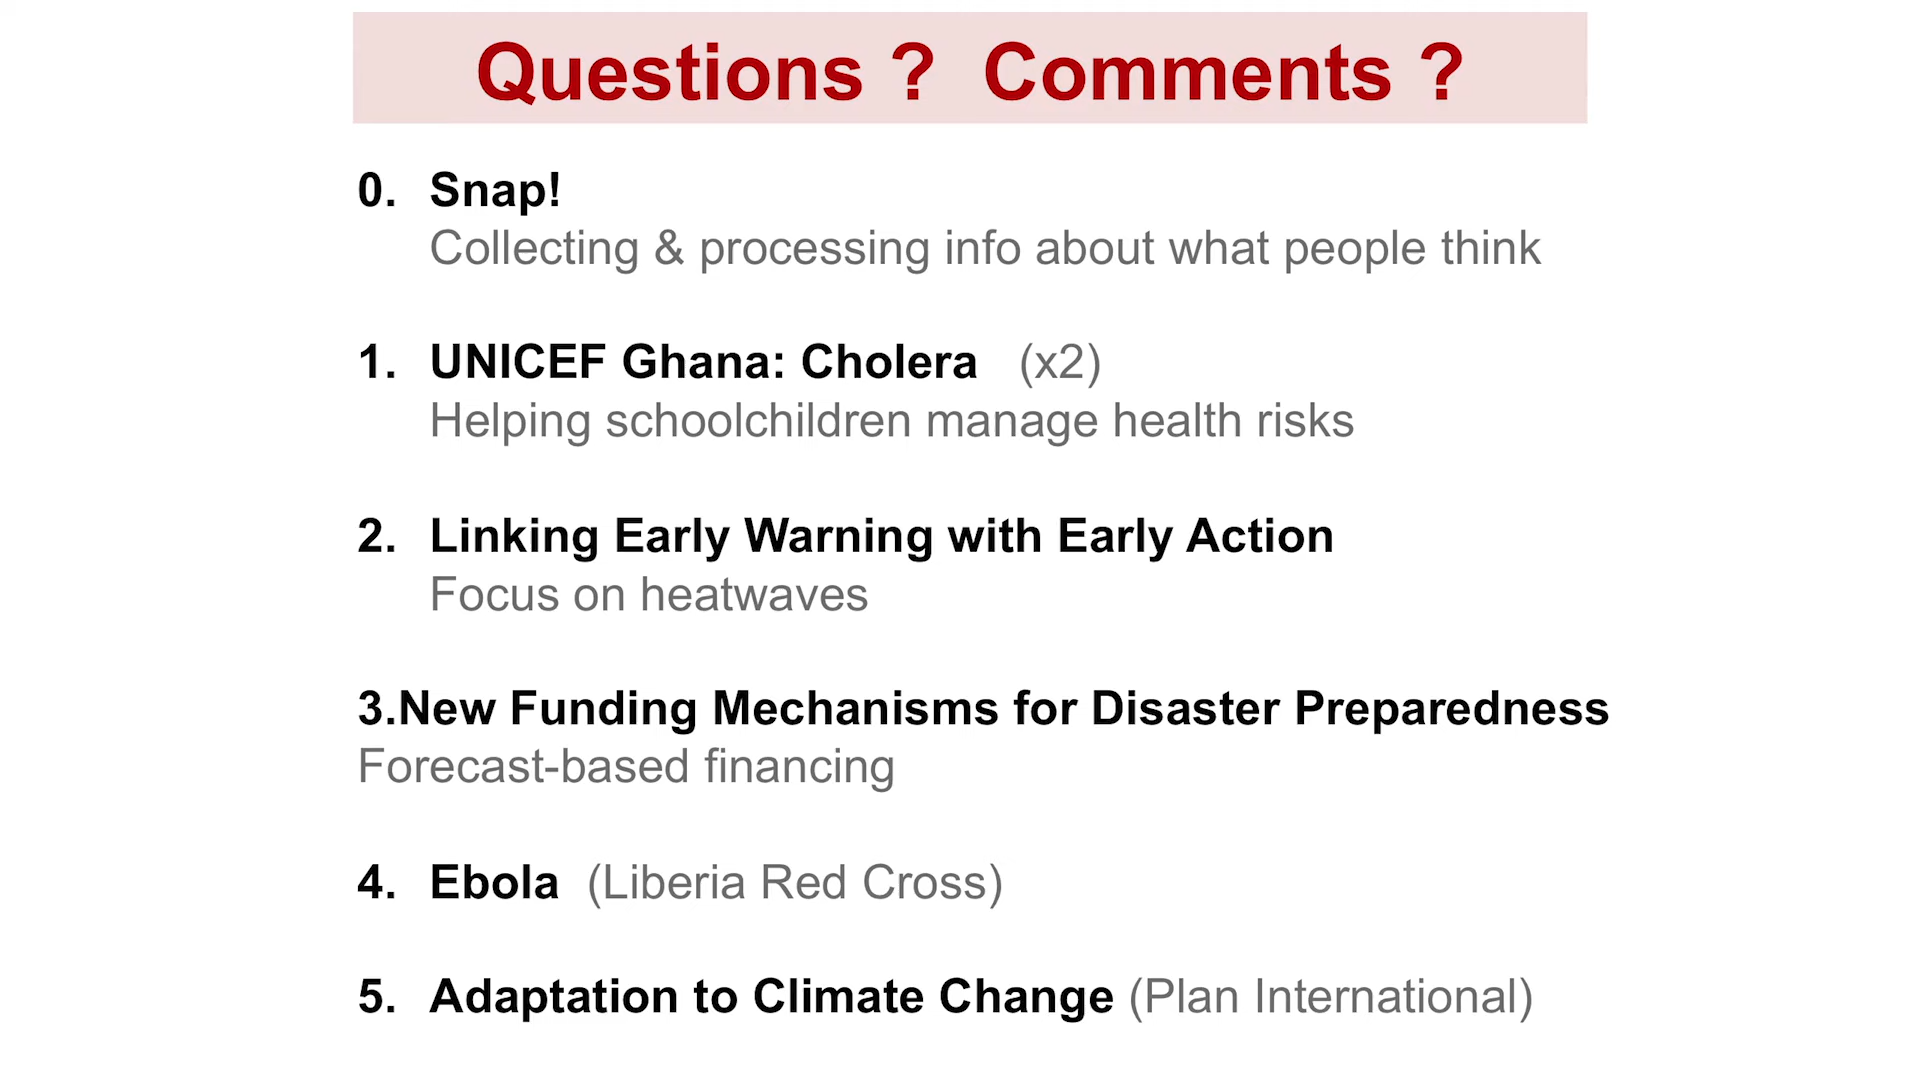 Questions ? Comments ?
0. Snap!
Collecting & processing info about what people think
1. UNICEF Ghana: Cholera (x2)
Helping schoolchildren manage health risks
2. Linking Early Warning with Early Action
Focus on heatwaves
3.New Funding Mechanisms for Disaster Preparedness
Forecast-based financing
4. Ebola (Liberia Red Cross)
5. Adaptation to Climate Change (Plan International)